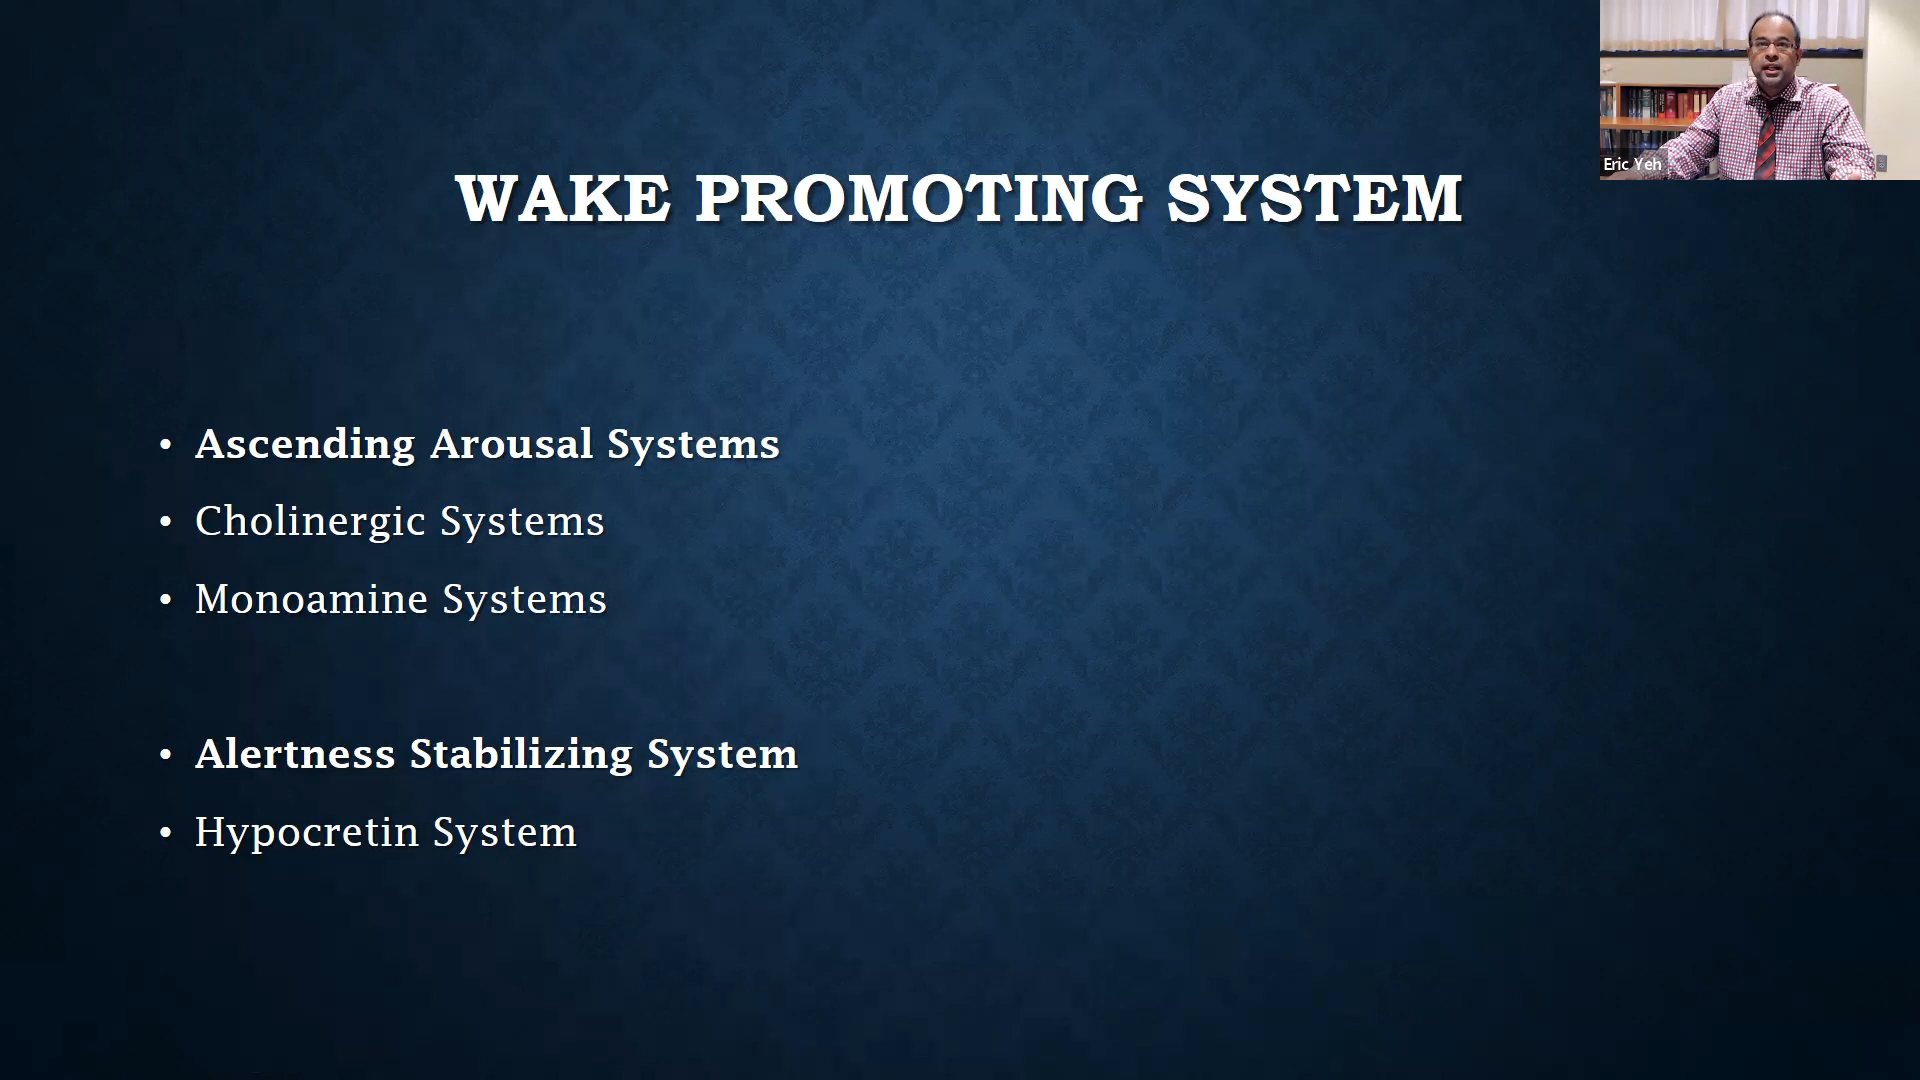 Eric Yeh
WAKE PROMOTING SYSTEM
• Ascending Arousal Systems
• Cholinergic Systems
• Monoamine Systems
• Alertness Stabilizing System
• Hypocretin System